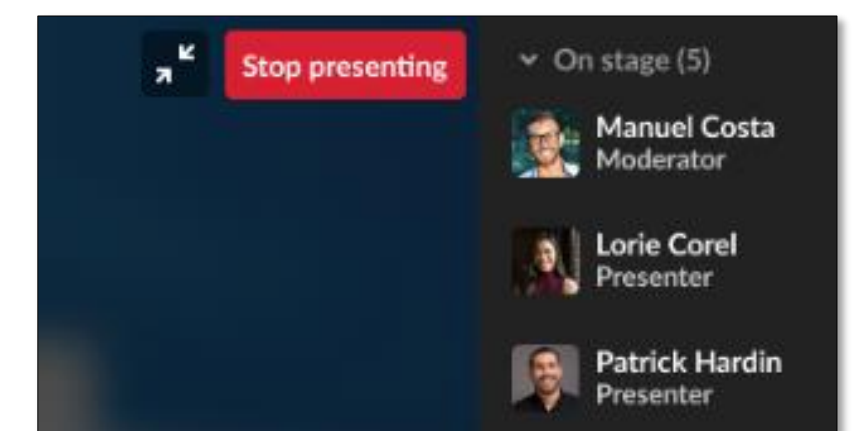 Stop presenting
On stage (5)
Manuel Costa
Moderator
Lorie Corel
Presenter
Patrick Hardin
Presenter